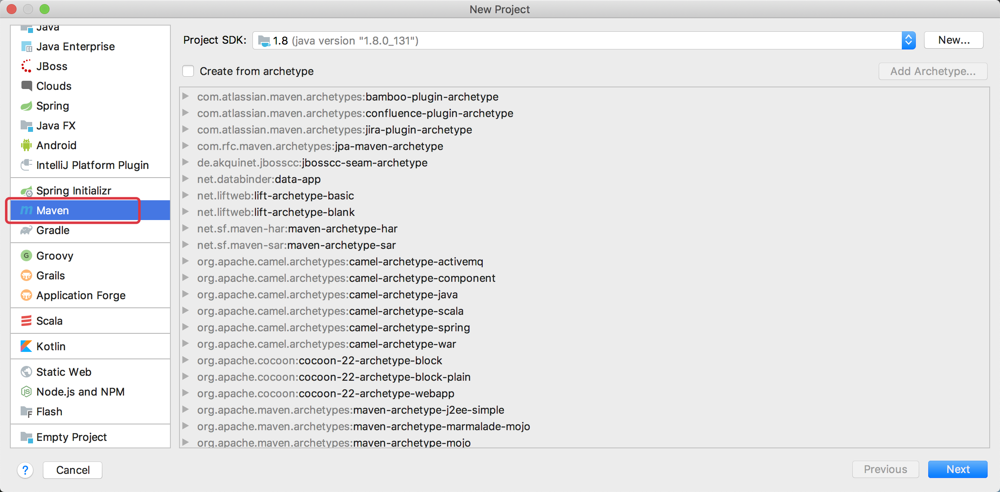 New Project
Java
Java Enterprise
JBoss
Clouds
Spring
Java FX
Android
IntelliJ Platform Plugin
Spring Initializr
Maven
Gradle
Groovy
Grails
Application Forge
Scala
Kotlin
Static Web
Node.js and NPM
Flash
Empty Project
Project SDK: 1.8 (java version "1.8.0_131") New...
Create from archetype Add Archetype...
com.atlassian.maven.archetypes:bamboo-plugin-archetype
com.atlassian.maven.archetypes:confluence-plugin-archetype
com.atlassian.maven.archetypes:jira-plugin-archetype
com.rfc.maven.archetypes:jpa-maven-archetype
de.akquinet.jbosscc:jbosscc-seam-archetype
net.databinder:data-app
net.liftweb:lift-archetype-basic
net.liftweb:lift-archetype-blank
net.sf.maven-har:maven-archetype-har
net.sf.maven-sar:maven-archetype-sar
org.apache.camel.archetypes:camel-archetype-activemq
org.apache.camel.archetypes:camel-archetype-component
org.apache.camel.archetypes:camel-archetype-java
org.apache.camel.archetypes:camel-archetype-scala
org.apache.camel.archetypes:camel-archetype-spring
org.apache.camel.archetypes:camel-archetype-war
org.apache.cocoon:cocoon-22-archetype-block
org.apache.cocoon:cocoon-22-archetype-block-plain
org.apache.cocoon:cocoon-22-archetype-webapp
org.apache.maven.archetypes:maven-archetype-j2ee-simple
org.apache.maven.archetypes:maven-archetype-marmalade-mojo
org.apache.maven.archetypes:maven-archetype-mojo
? Cancel Previous Next